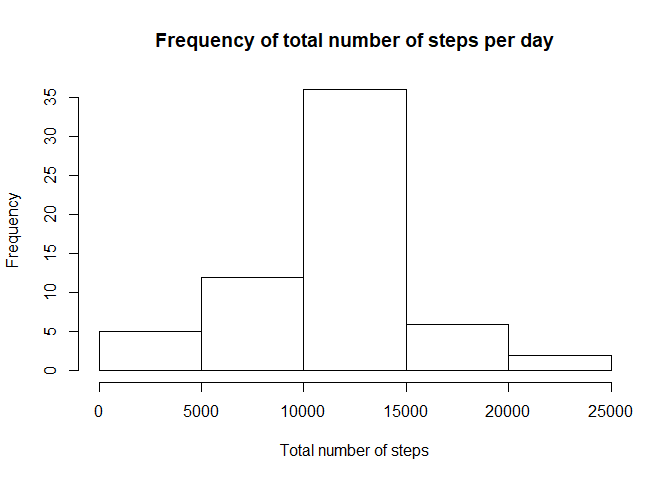 Frequency of total number of steps per day
Frequency
35
30
25
20
15
10
5
0
0 5000 10000 15000 20000 25000
Total number of steps